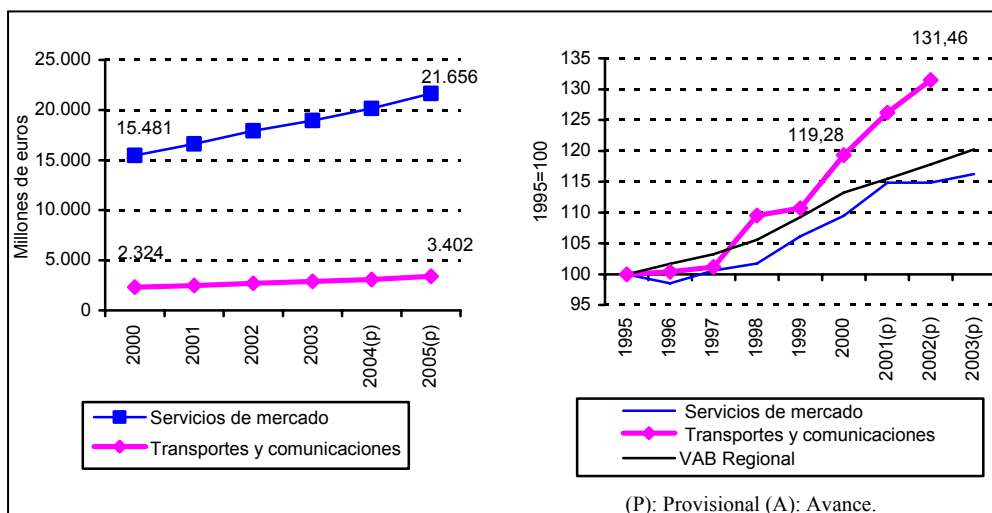 Millones de euros
25.000
20.000
15.000
10.000
5.000
0
15.481
21.656
2.324
3.402
2000
2001
2002
2003
2004(p)
2005(p)
Servicios de mercado
Transportes y comunicaciones
1995=100
135
130
125
120
115
110
105
100
95
131,46
119,28
1995
1996
1997
1998
1999
2000
2001(p)
2002(p)
2003(p)
Servicios de mercado
Transportes y comunicaciones
VAB Regional
(P): Provisional (A): Avance.